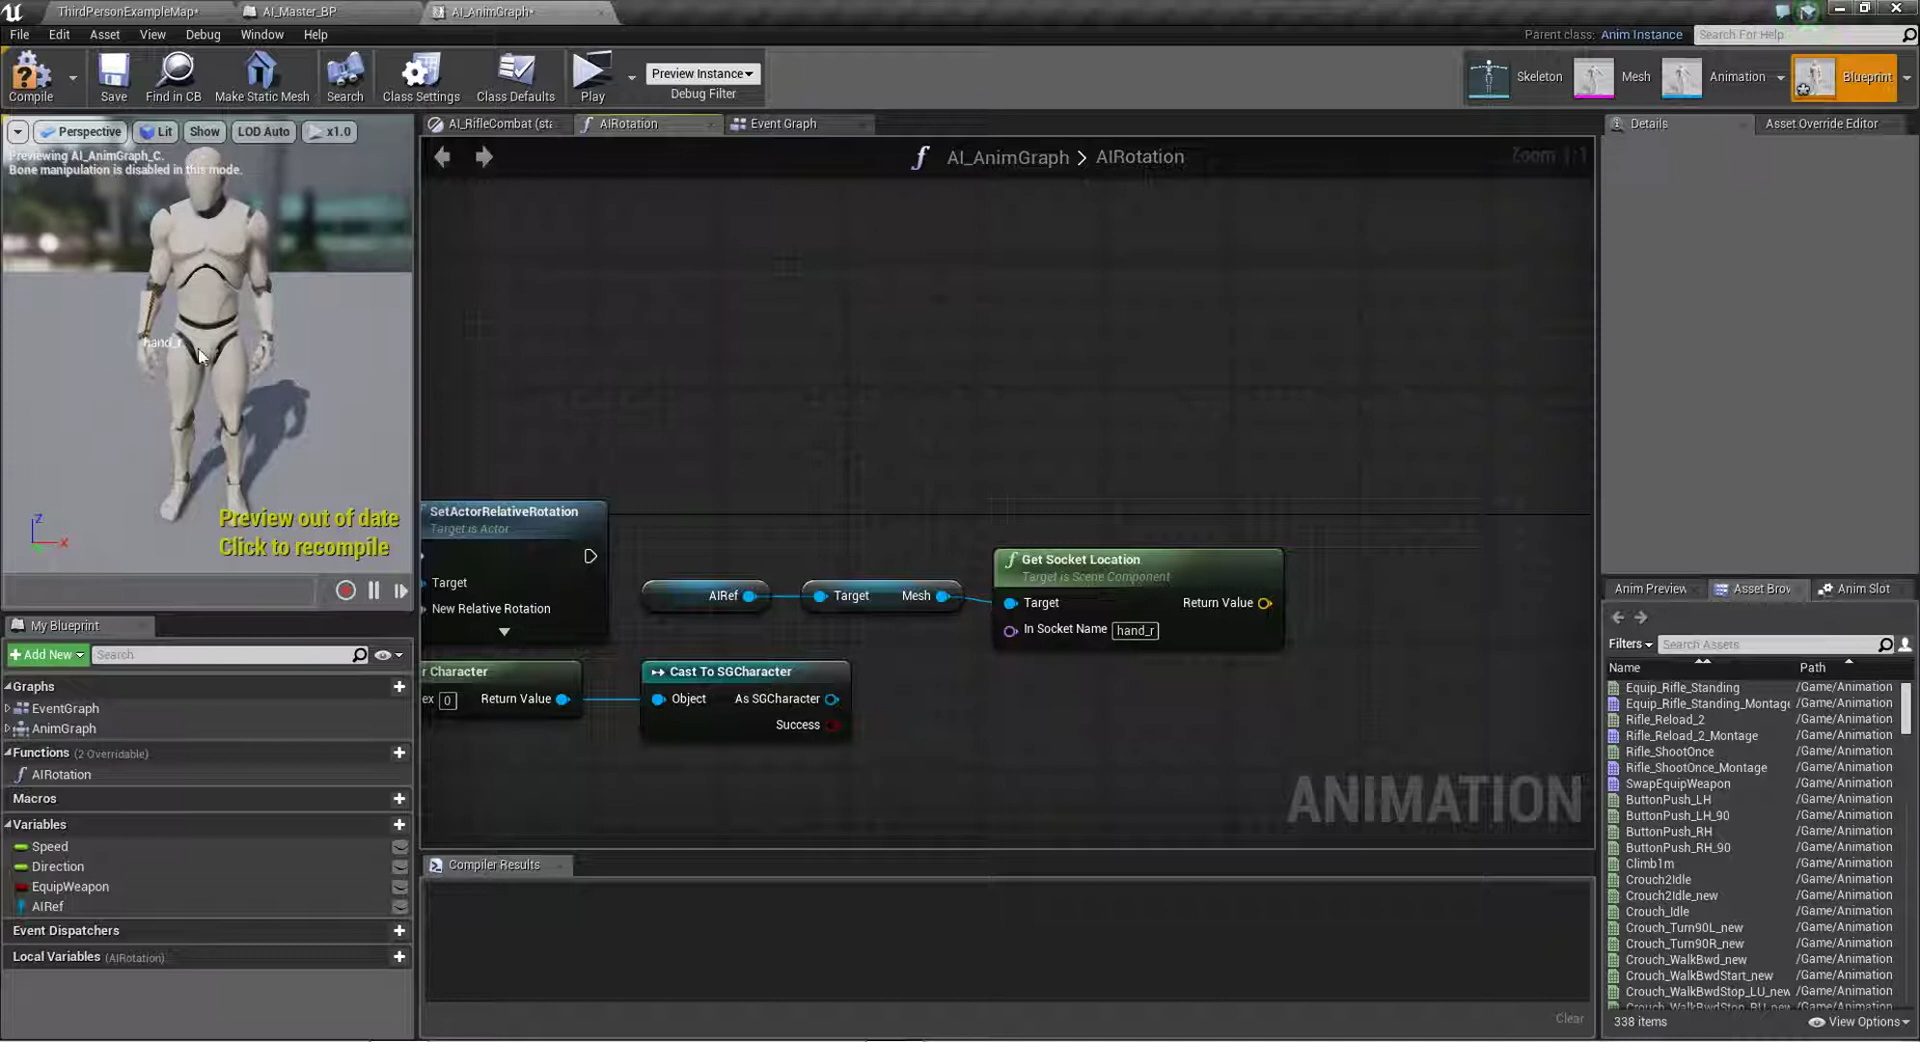 ThirdPersonExampleMap*
AI_Master_BP
AI_AnimGraph*
File Edit Asset View Debug Window Help
Parent class: Anim Instance
Search For Help
Compile
Save
Find in CB
Make Static Mesh
Search
Class Settings
Class Defaults
Play
Preview Instance
Debug Filter
Skeleton
Mesh
Animation
Blueprint
Perspective
Lit
Show
LOD Auto
x1.0
Previewing AI_AnimGraph_C.
Bone manipulation is disabled in this mode.
hand_r
Preview out of date
Click to recompile
AI_RifleCombat (sta
AIRotation
Event Graph
AI_AnimGraph > AIRotation
Zoom 1:1
SetActorRelativeRotation
Target is Actor
Target
New Relative Rotation
AIRef
Target Mesh
Get Socket Location
Target is Scene Component
Target
Return Value
In Socket Name hand_r
r Character
ex 0 Return Value
Cast To SGCharacter
Object As SGCharacter
Success
ANIMATION
Compiler Results
Clear
My Blueprint
Add New
Search
Graphs
EventGraph
AnimGraph
Functions (2 Overridable)
AIRotation
Macros
Variables
Speed
Direction
EquipWeapon
AIRef
Event Dispatchers
Local Variables (AIRotation)
Details
Asset Override Editor
Anim Preview
Asset Brov
Anim Slot
Filters
Search Assets
Name Path
Equip_Rifle_Standing /Game/Animation
Equip_Rifle_Standing_Montage /Game/Animation
Rifle_Reload_2 /Game/Animation
Rifle_Reload_2_Montage /Game/Animation
Rifle_ShootOnce /Game/Animation
Rifle_ShootOnce_Montage /Game/Animation
SwapEquipWeapon /Game/Animation
ButtonPush_LH /Game/Animation
ButtonPush_LH_90 /Game/Animation
ButtonPush_RH /Game/Animation
ButtonPush_RH_90 /Game/Animation
Climb1m /Game/Animation
Crouch2Idle /Game/Animation
Crouch2Idle_new /Game/Animation
Crouch_Idle /Game/Animation
Crouch_Turn90L_new /Game/Animation
Crouch_Turn90R_new /Game/Animation
Crouch_WalkBwd_new /Game/Animation
Crouch_WalkBwdStart_new /Game/Animation
Crouch_WalkBwdStop_LU_new /Game/Animation
Crouch_WalkBwdStop_RU_new /Game/Animation
338 items
View Options